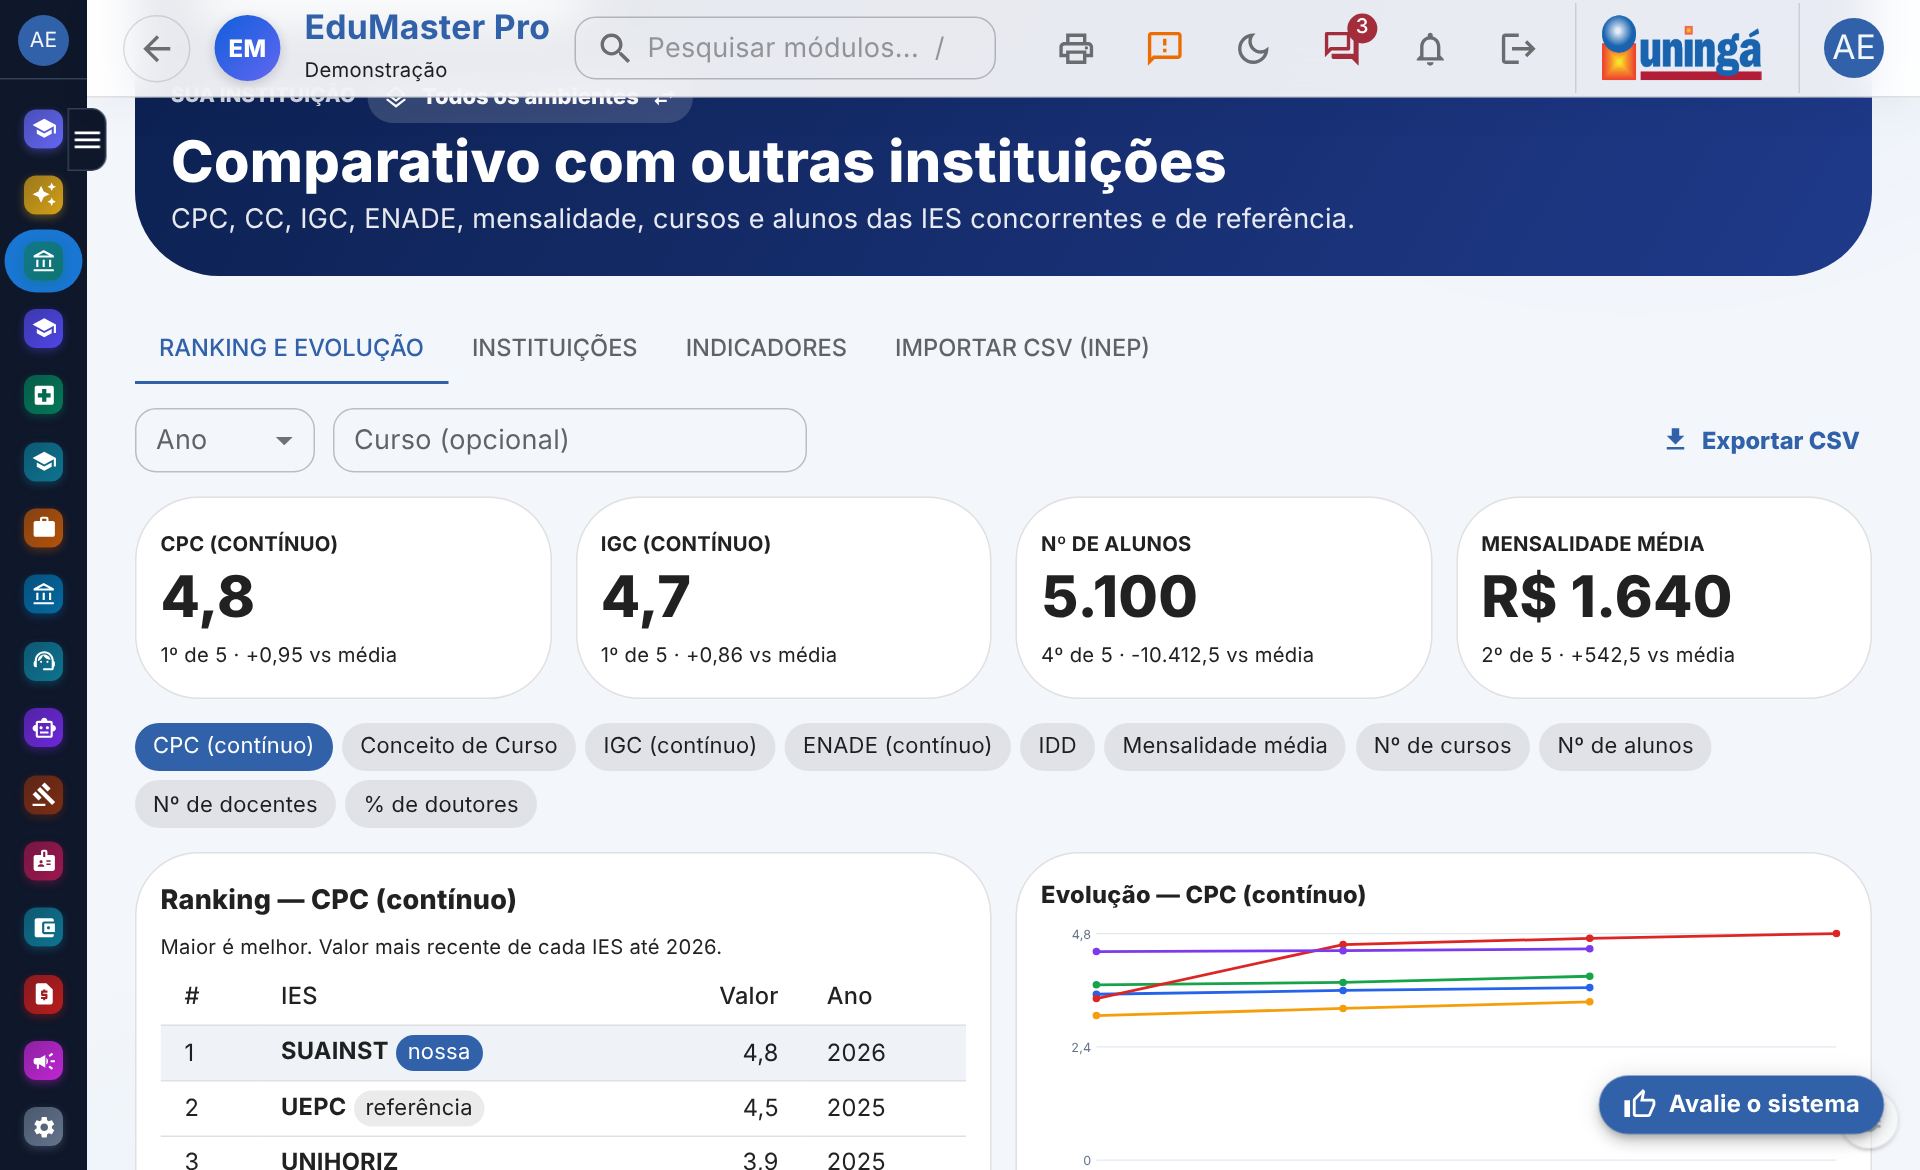 AE
EM
EduMaster Pro
Demonstração
Pesquisar módulos... /
3
uningá
AE
SUA INSTITUIÇÃO
Todos os ambientes
Comparativo com outras instituições
CPC, CC, IGC, ENADE, mensalidade, cursos e alunos das IES concorrentes e de referência.
RANKING E EVOLUÇÃO
INSTITUIÇÕES
INDICADORES
IMPORTAR CSV (INEP)
Ano
Curso (opcional)
Exportar CSV
CPC (CONTÍNUO)
4,8
1º de 5 · +0,95 vs média
IGC (CONTÍNUO)
4,7
1º de 5 · +0,86 vs média
Nº DE ALUNOS
5.100
4º de 5 · -10.412,5 vs média
MENSALIDADE MÉDIA
R$ 1.640
2º de 5 · +542,5 vs média
CPC (contínuo)
Conceito de Curso
IGC (contínuo)
ENADE (contínuo)
IDD
Mensalidade média
Nº de cursos
Nº de alunos
Nº de docentes
% de doutores
Ranking — CPC (contínuo)
Maior é melhor. Valor mais recente de cada IES até 2026.
# IES Valor Ano
1 SUAINST nossa 4,8 2026
2 UEPC referência 4,5 2025
3 UNIHORIZ 3,9 2025
Evolução — CPC (contínuo)
4,8
2,4
0
Avalie o sistema